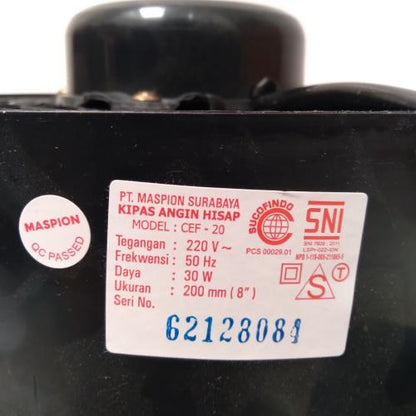 MASPION
QC PASSED
PT. MASPION SURABAYA
KIPAS ANGIN HISAP
MODEL : CEF - 20
Tegangan : 220 V ~
Frekwensi : 50 Hz
Daya : 30 W
Ukuran : 200 mm ( 8" )
Seri No. :
62128084
SUCOFINDO
PCS 00029.01
SNI
S
T